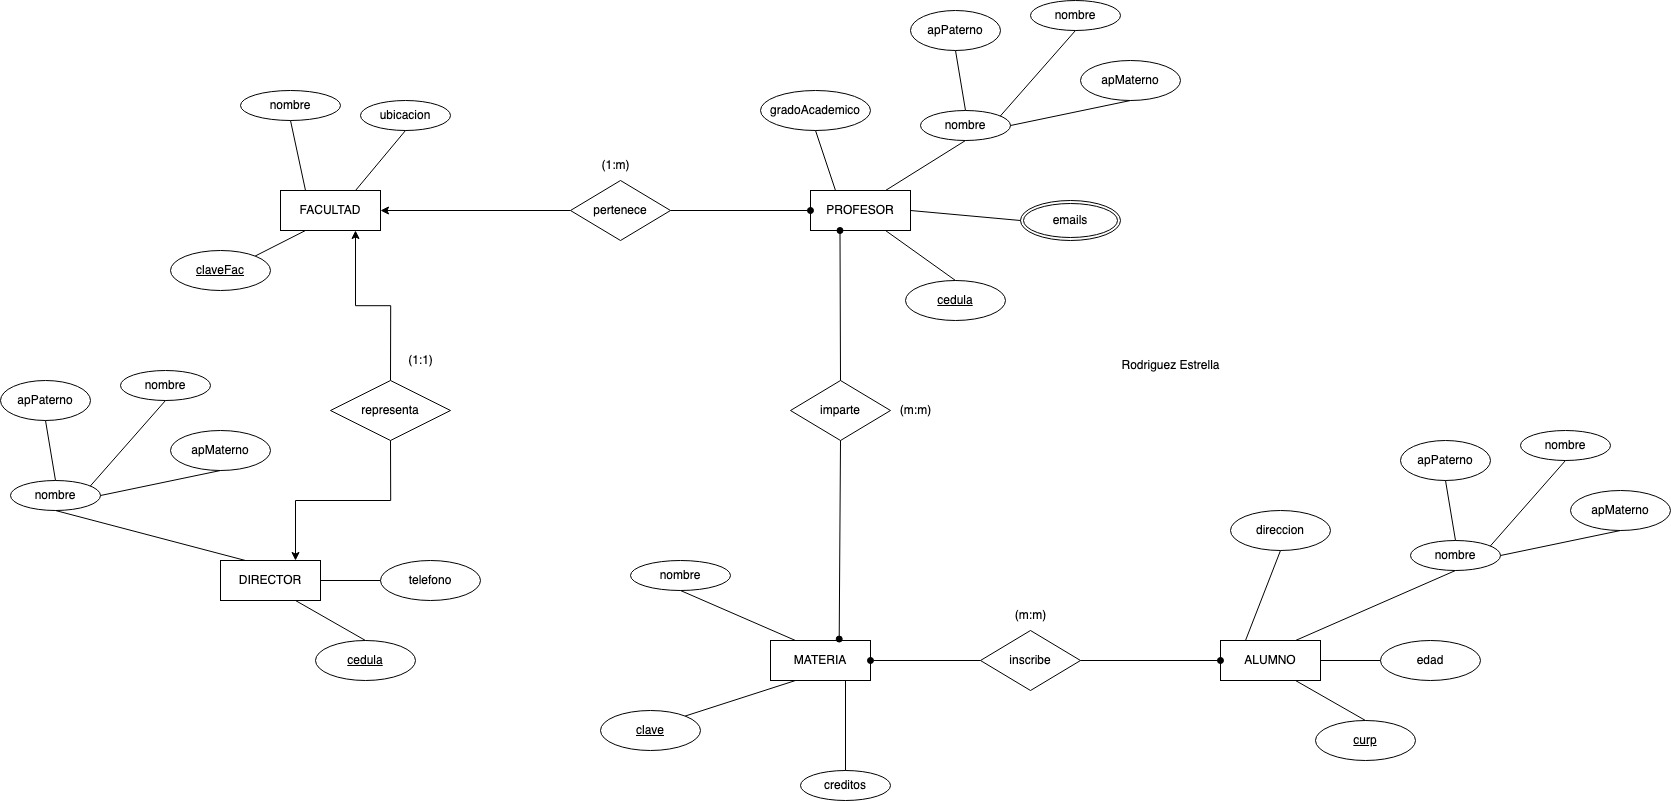 nombre
apPaterno
apMaterno
nombre
gradoAcademico
nombre
ubicacion
(1:m)
FACULTAD
pertenece
PROFESOR
emails
claveFac
cedula
(1:1)
Rodriguez Estrella
nombre
apPaterno
representa
imparte
(m:m)
apMaterno
nombre
nombre
apPaterno
apMaterno
direccion
nombre
DIRECTOR
telefono
nombre
(m:m)
cedula
MATERIA
inscribe
ALUMNO
edad
clave
curp
creditos